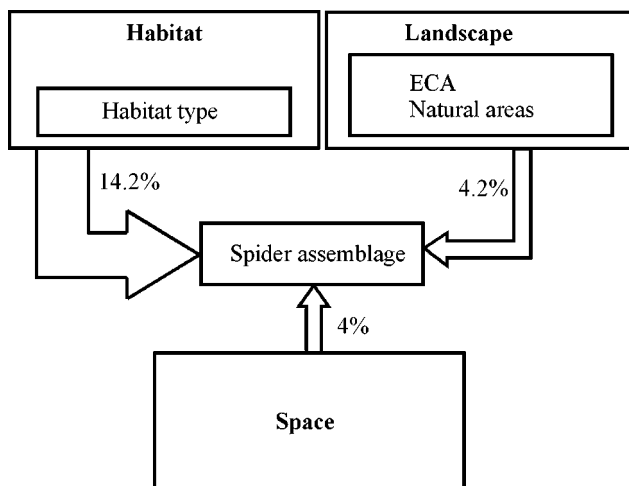 Habitat
Habitat type
Landscape
ECA
Natural areas
14.2%
4.2%
Spider assemblage
4%
Space